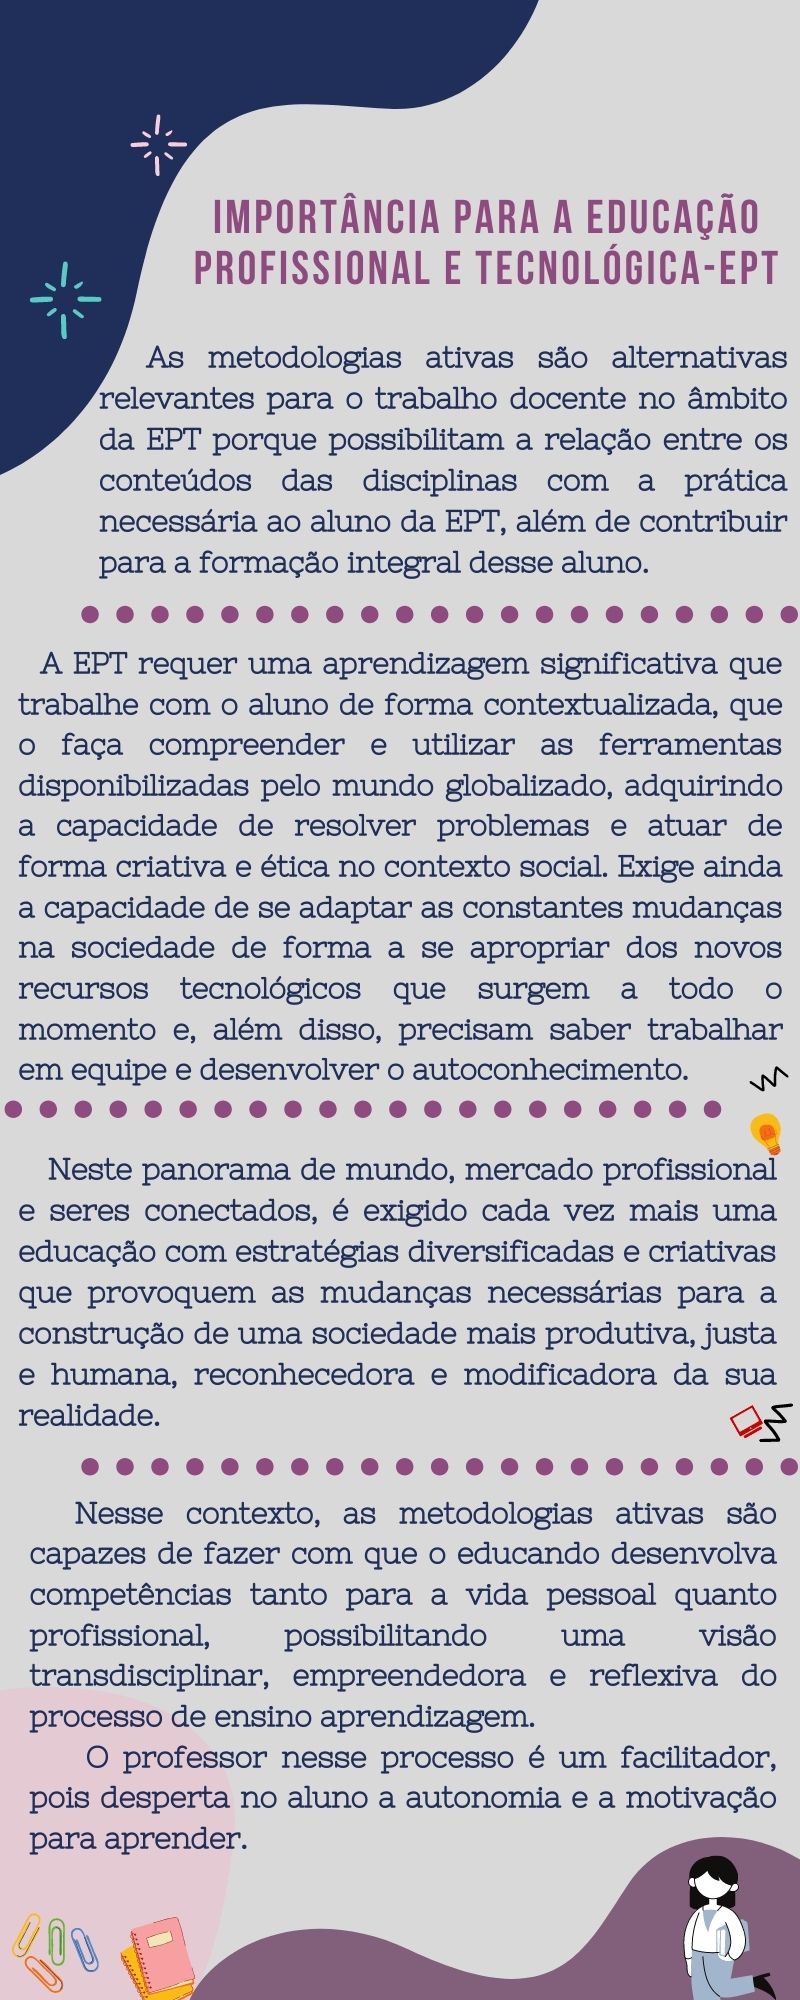 IMPORTÂNCIA PARA A EDUCAÇÃO
PROFISSIONAL E TECNOLÓGICA-EPT
As metodologias ativas são alternativas
relevantes para o trabalho docente no âmbito
da EPT porque possibilitam a relação entre os
conteúdos das disciplinas com a prática
necessária ao aluno da EPT, além de contribuir
para a formação integral desse aluno.
A EPT requer uma aprendizagem significativa que
trabalhe com o aluno de forma contextualizada, que
o faça compreender e utilizar as ferramentas
disponibilizadas pelo mundo globalizado, adquirindo
a capacidade de resolver problemas e atuar de
forma criativa e ética no contexto social. Exige ainda
a capacidade de se adaptar as constantes mudanças
na sociedade de forma a se apropriar dos novos
recursos tecnológicos que surgem a todo o
momento e, além disso, precisam saber trabalhar
em equipe e desenvolver o autoconhecimento.
Neste panorama de mundo, mercado profissional
e seres conectados, é exigido cada vez mais uma
educação com estratégias diversificadas e criativas
que provoquem as mudanças necessárias para a
construção de uma sociedade mais produtiva, justa
e humana, reconhecedora e modificadora da sua
realidade.
Nesse contexto, as metodologias ativas são
capazes de fazer com que o educando desenvolva
competências tanto para a vida pessoal quanto
profissional, possibilitando uma visão
transdisciplinar, empreendedora e reflexiva do
processo de ensino aprendizagem.
O professor nesse processo é um facilitador,
pois desperta no aluno a autonomia e a motivação
para aprender.